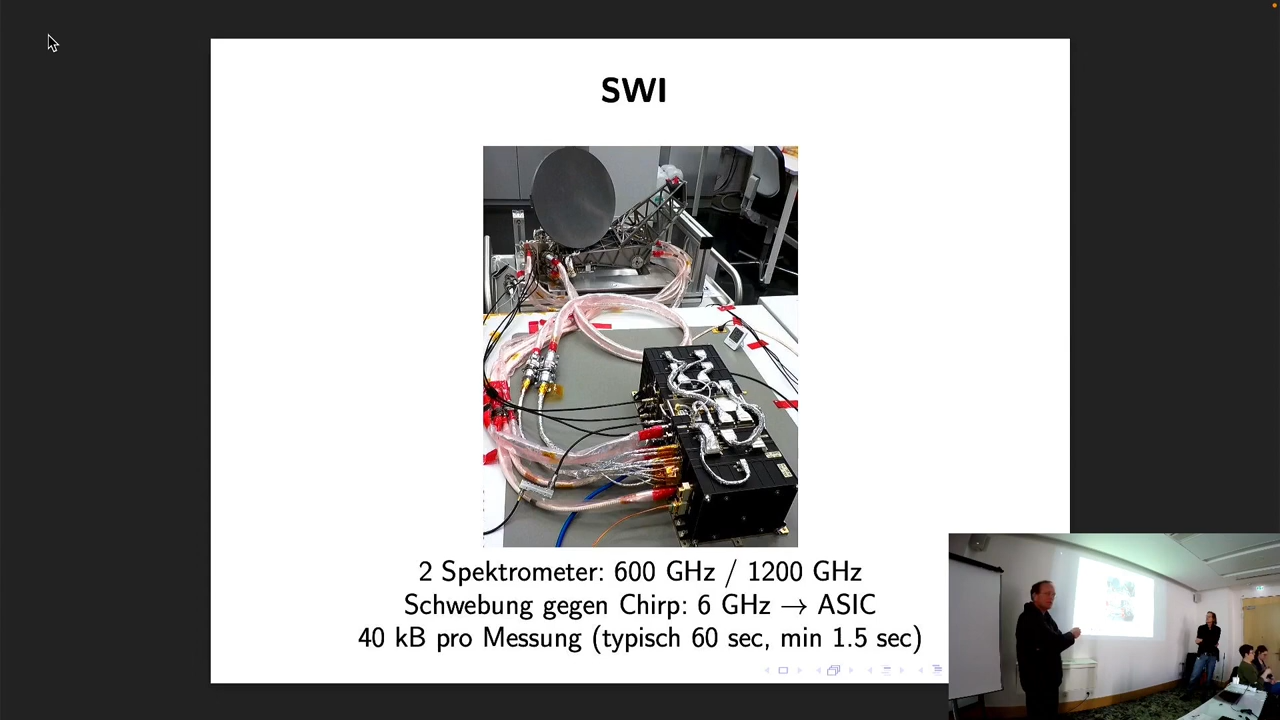 SWI
2 Spektrometer: 600 GHz / 1200 GHz
Schwebung gegen Chirp: 6 GHz → ASIC
40 kB pro Messung (typisch 60 sec, min 1.5 sec)